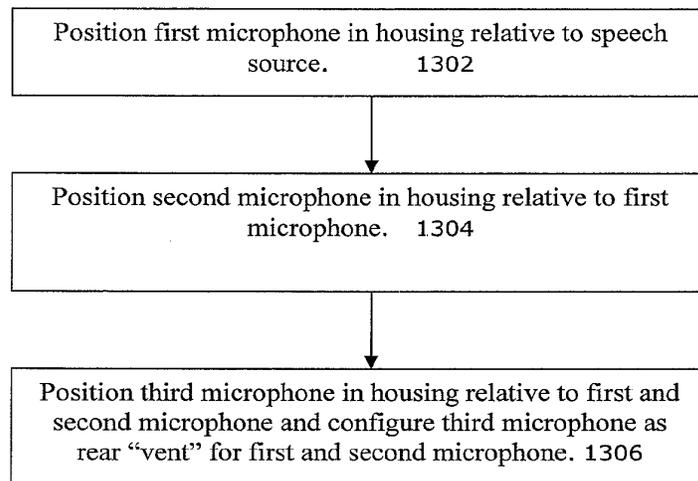 Position first microphone in housing relative to speech
source. 1302
Position second microphone in housing relative to first
microphone. 1304
Position third microphone in housing relative to first and
second microphone and configure third microphone as
rear “vent” for first and second microphone. 1306